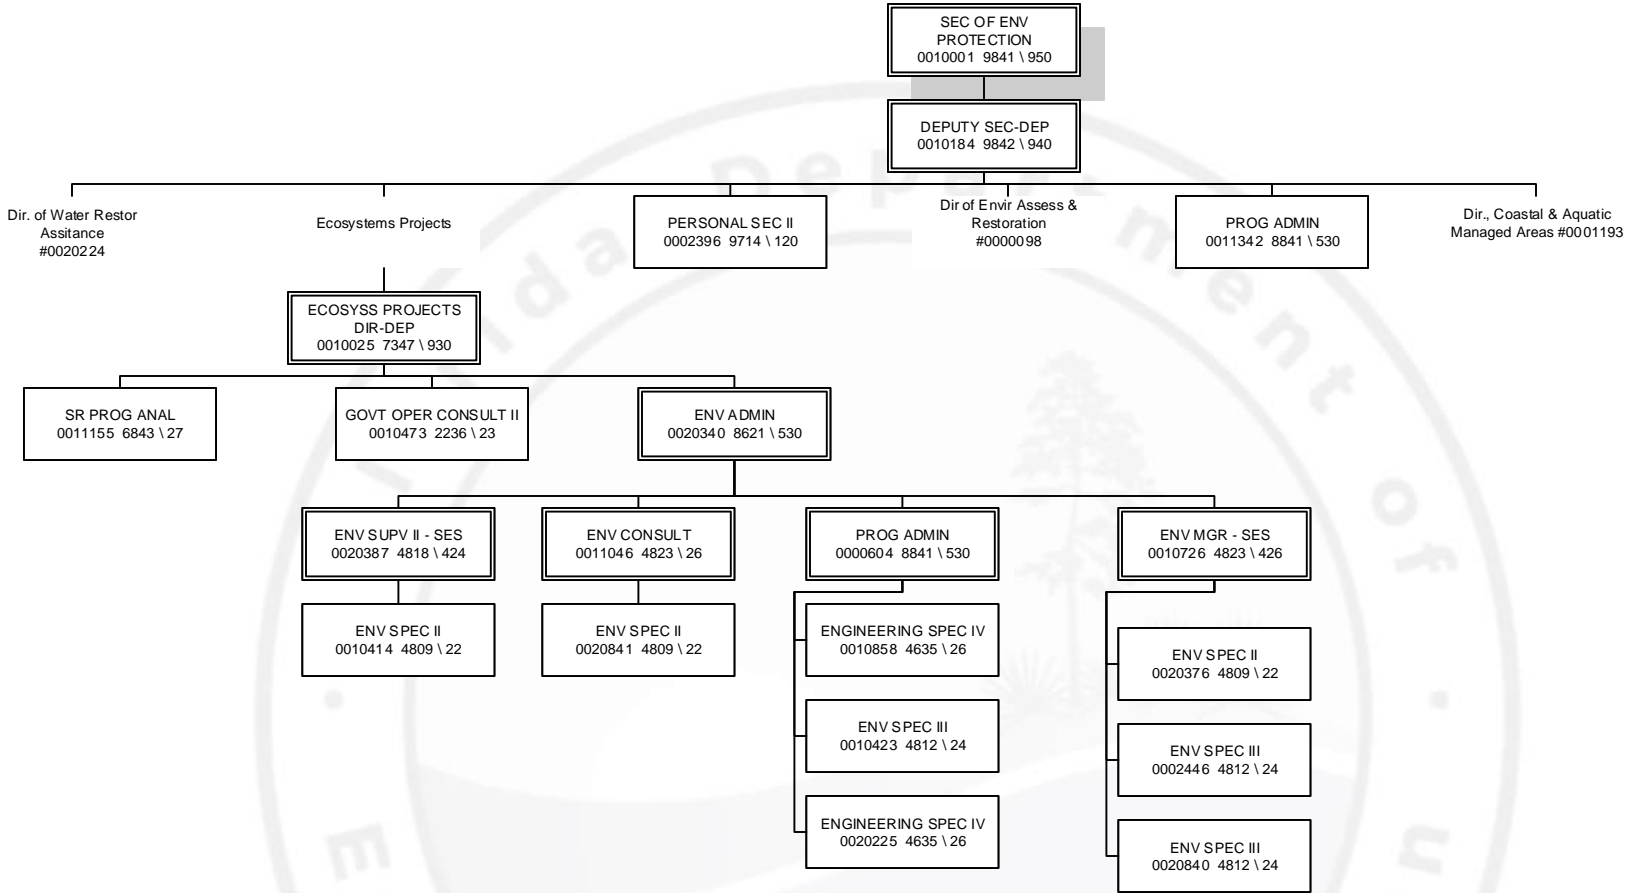 SEC OF ENV
PROTECTION
0010001 9841 \ 950
DEPUTY SEC-DEP
0010184 9842 \ 940
Dir. of Water Restor
Assitance
#0020224
Ecosystems Projects
PERSONAL SEC II
0002396 9714 \ 120
Dir of Envir Assess &
Restoration
#0000098
PROG ADMIN
0011342 8841 \ 530
Dir., Coastal & Aquatic
Managed Areas #0001193
ECOSYSS PROJECTS
DIR-DEP
0010025 7347 \ 930
SR PROG ANAL
0011155 6843 \ 27
GOVT OPER CONSULT II
0010473 2236 \ 23
ENV ADMIN
0020340 8621 \ 530
ENV SUPV II - SES
0020387 4818 \ 424
ENV CONSULT
0011046 4823 \ 26
PROG ADMIN
0000604 8841 \ 530
ENV MGR - SES
0010726 4823 \ 426
ENV SPEC II
0010414 4809 \ 22
ENV SPEC II
0020841 4809 \ 22
ENGINEERING SPEC IV
0010858 4635 \ 26
ENV SPEC III
0010423 4812 \ 24
ENGINEERING SPEC IV
0020225 4635 \ 26
ENV SPEC II
0020376 4809 \ 22
ENV SPEC III
0002446 4812 \ 24
ENV SPEC III
0020840 4812 \ 24